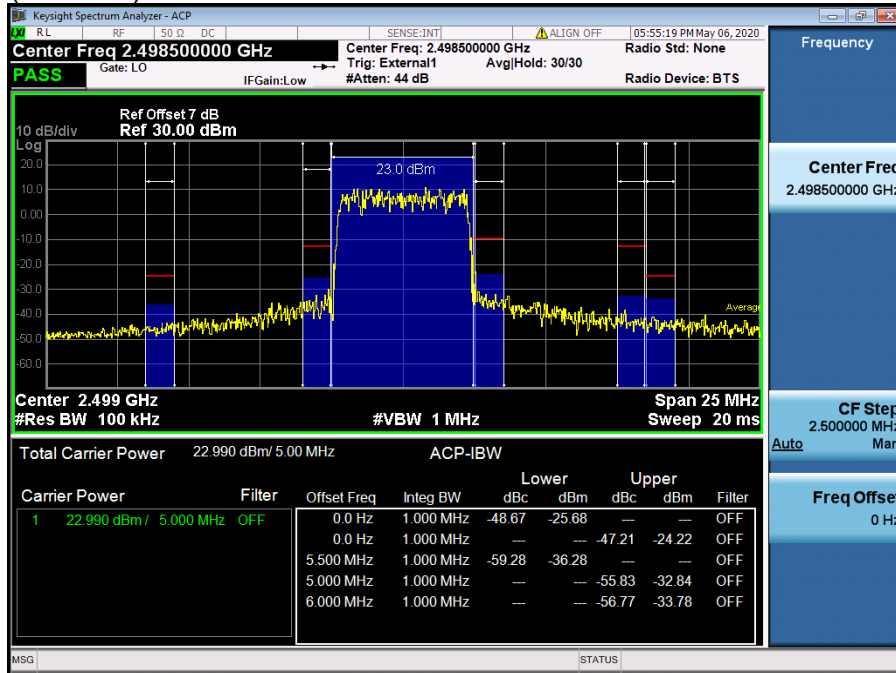 Keysight Spectrum Analyzer - ACP
LXI RL RF 50 Ω DC SENSE:INT ALIGN OFF 05:55:19 PM May 06, 2020
Center Freq 2.498500000 GHz
Center Freq: 2.498500000 GHz
Radio Std: None
Gate: LO
Trig: External1 Avg|Hold: 30/30
PASS
IFGain:Low
#Atten: 44 dB
Radio Device: BTS
Ref Offset 7 dB
10 dB/div Ref 30.00 dBm
Log
23.0 dBm
20.0
10.0
0.00
-10.0
-20.0
-30.0
-40.0
-50.0
-60.0
Average
Center 2.499 GHz Span 25 MHz
#Res BW 100 kHz #VBW 1 MHz Sweep 20 ms
Total Carrier Power 22.990 dBm/ 5.00 MHz ACP-IBW
Lower Upper
Carrier Power Filter Offset Freq Integ BW dBc dBm dBc dBm Filter
1 22.990 dBm / 5.000 MHz OFF
0.0 Hz 1.000 MHz -48.67 -25.68 --- --- OFF
0.0 Hz 1.000 MHz --- --- -47.21 -24.22 OFF
5.500 MHz 1.000 MHz -59.28 -36.28 --- --- OFF
5.000 MHz 1.000 MHz --- --- -55.83 -32.84 OFF
6.000 MHz 1.000 MHz --- --- -56.77 -33.78 OFF
Frequency
Center Freq
2.498500000 GHz
CF Step
2.500000 MHz
Auto Man
Freq Offset
0 Hz
MSG STATUS